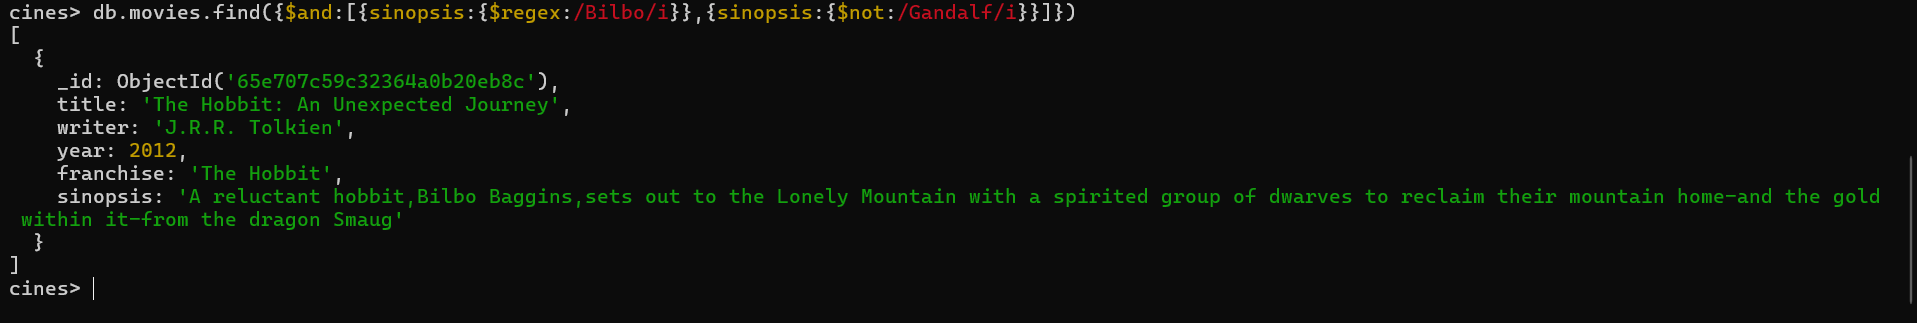 cines> db.movies.find({$and:[{sinopsis:{$regex:/Bilbo/i}},{sinopsis:{$not:/Gandalf/i}}]})
[
  {
    _id: ObjectId('65e707c59c32364a0b20eb8c'),
    title: 'The Hobbit: An Unexpected Journey',
    writer: 'J.R.R. Tolkien',
    year: 2012,
    franchise: 'The Hobbit',
    sinopsis: 'A reluctant hobbit,Bilbo Baggins,sets out to the Lonely Mountain with a spirited group of dwarves to reclaim their mountain home-and the gold
 within it-from the dragon Smaug'
  }
]
cines>